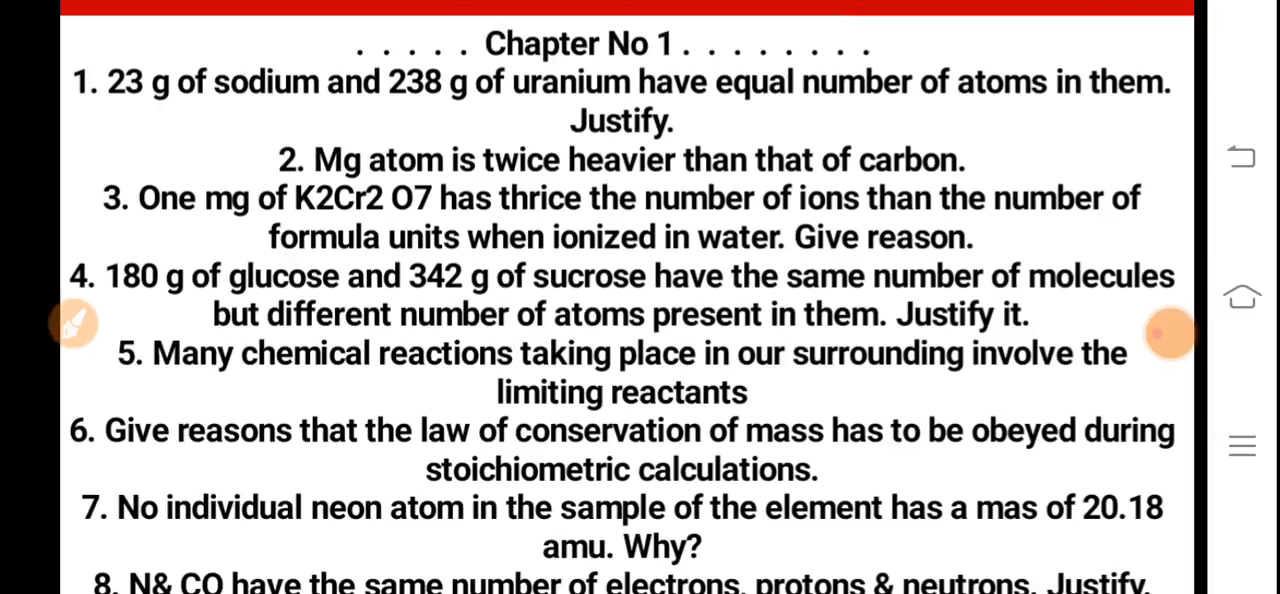 . . . . . Chapter No 1 . . . . . . . .
1. 23 g of sodium and 238 g of uranium have equal number of atoms in them.
Justify.
2. Mg atom is twice heavier than that of carbon.
3. One mg of K2Cr2 O7 has thrice the number of ions than the number of
formula units when ionized in water. Give reason.
4. 180 g of glucose and 342 g of sucrose have the same number of molecules
but different number of atoms present in them. Justify it.
5. Many chemical reactions taking place in our surrounding involve the
limiting reactants
6. Give reasons that the law of conservation of mass has to be obeyed during
stoichiometric calculations.
7. No individual neon atom in the sample of the element has a mas of 20.18
amu. Why?
8. N& CO have the same number of electrons, protons & neutrons. Justify.